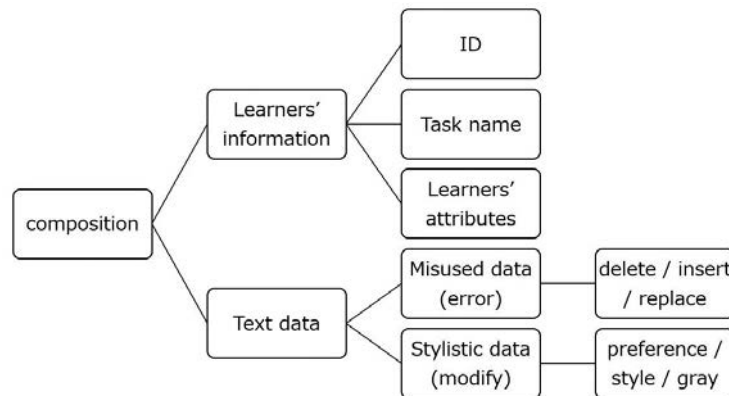 composition
Learners'
information
ID
Task name
Learners'
attributes
Text data
Misused data
(error)
delete / insert
/ replace
Stylistic data
(modify)
preference /
style / gray